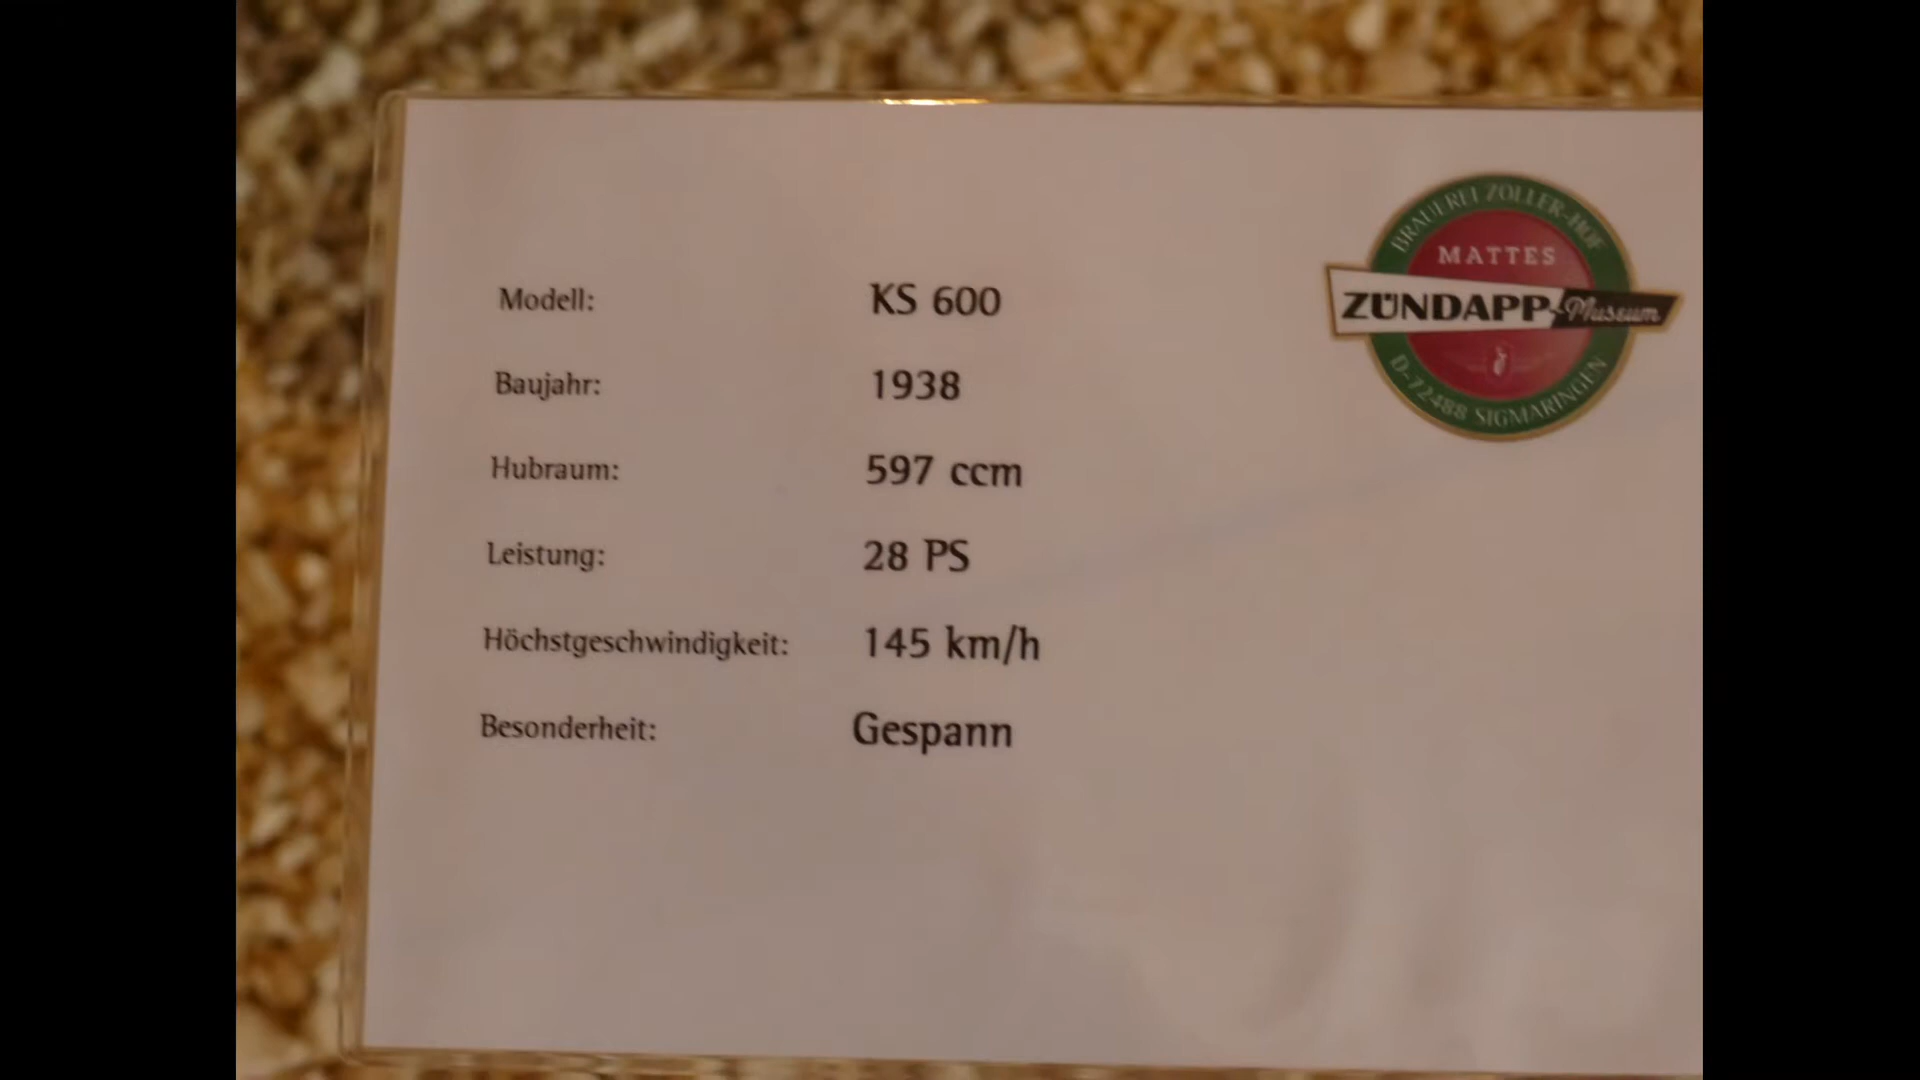 BRAUEREI ZOLLER-HOF
MATTES
ZÜNDAPP-Museum
D-72488 SIGMARINGEN
Modell: KS 600
Baujahr: 1938
Hubraum: 597 ccm
Leistung: 28 PS
Höchstgeschwindigkeit: 145 km/h
Besonderheit: Gespann